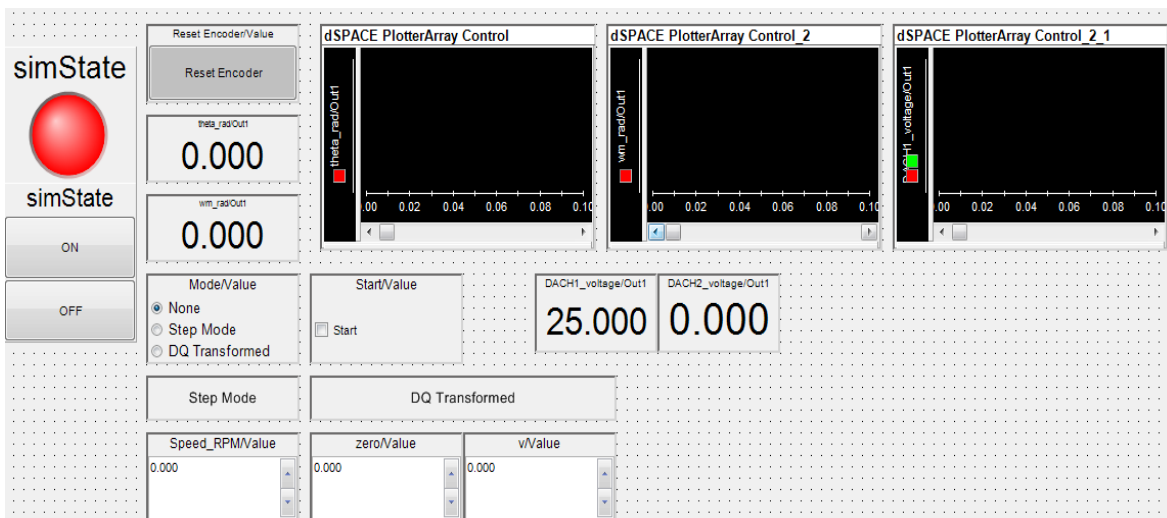 simState
simState
ON
OFF
Reset Encoder/Value
Reset Encoder
theta_rad/Out1
0.000
wm_rad/Out1
0.000
dSPACE PlotterArray Control
theta_rad/Out1
.00 0.02 0.04 0.06 0.08 0.10
dSPACE PlotterArray Control_2
wm_rad/Out1
.00 0.02 0.04 0.06 0.08 0.10
dSPACE PlotterArray Control_2_1
DACH1_voltage/Out1
.00 0.02 0.04 0.06 0.08 0.10
Mode/Value
None
Step Mode
DQ Transformed
Start/Value
Start
DACH1_voltage/Out1
25.000
DACH2_voltage/Out1
0.000
Step Mode
DQ Transformed
Speed_RPM/Value
0.000
zero/Value
0.000
v/Value
0.000